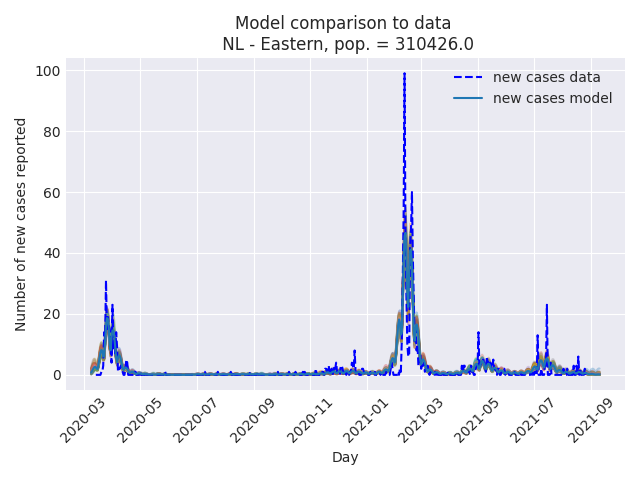 Model comparison to data
NL - Eastern, pop. = 310426.0
new cases data
new cases model
Number of new cases reported
100
80
60
40
20
0
2020-03
2020-05
2020-07
2020-09
2020-11
2021-01
2021-03
2021-05
2021-07
2021-09
Day